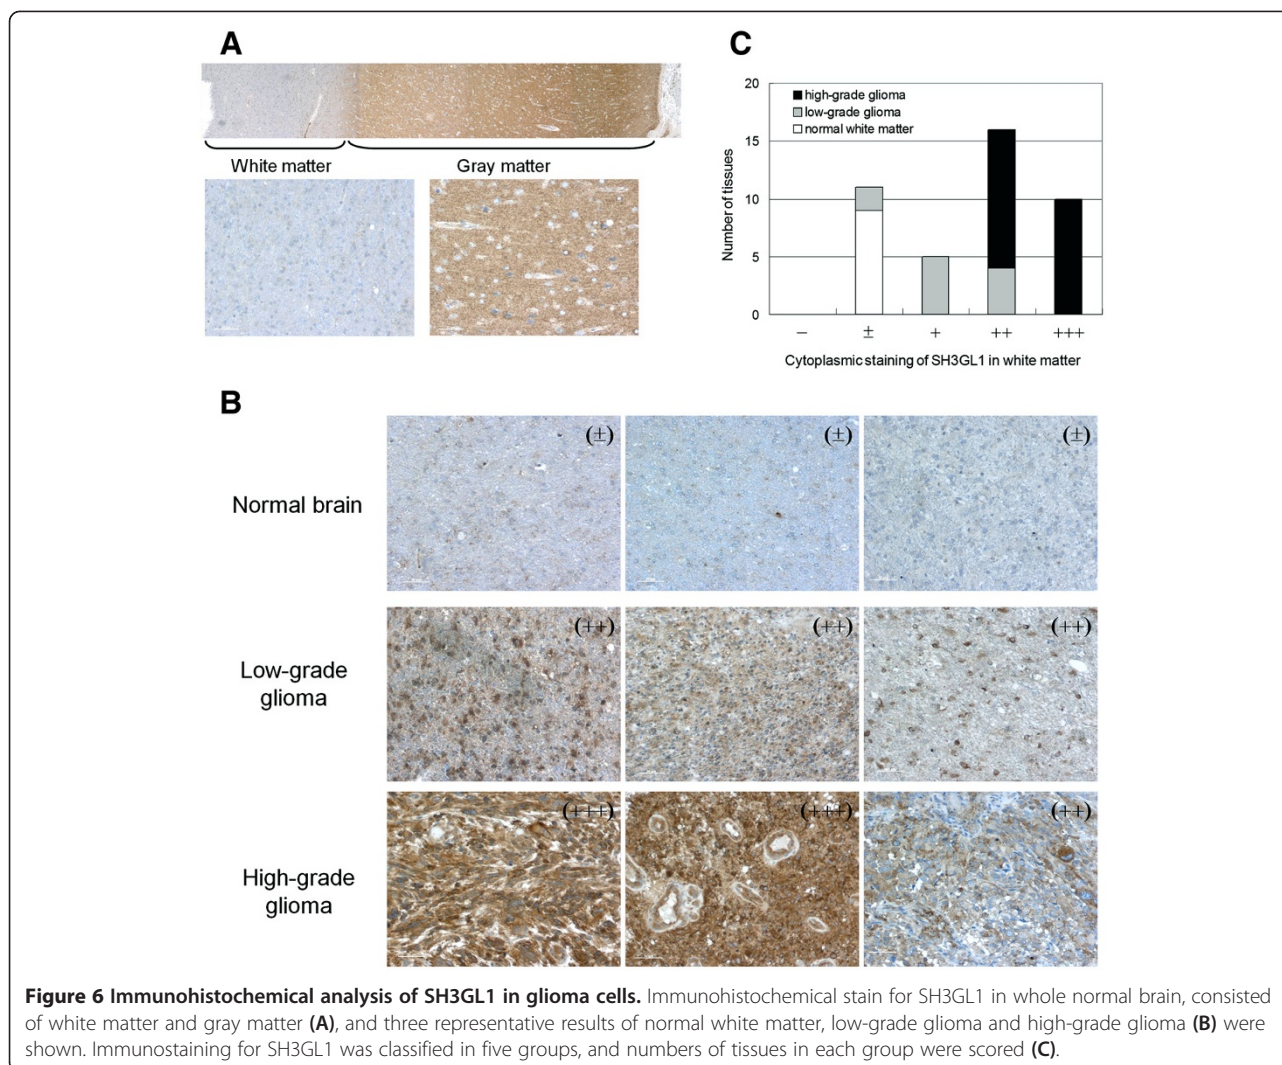 A
White matter
Gray matter
C
20
15
10
5
0
Number of tissues
high-grade glioma
low-grade glioma
normal white matter
− ± + ++ +++
Cytoplasmic staining of SH3GL1 in white matter
B
Normal brain
(±) (±) (±)
Low-grade
glioma
(++) (++) (++)
High-grade
glioma
(+++) (+++) (++)
Figure 6 Immunohistochemical analysis of SH3GL1 in glioma cells. Immunohistochemical stain for SH3GL1 in whole normal brain, consisted
of white matter and gray matter (A), and three representative results of normal white matter, low-grade glioma and high-grade glioma (B) were
shown. Immunostaining for SH3GL1 was classified in five groups, and numbers of tissues in each group were scored (C).